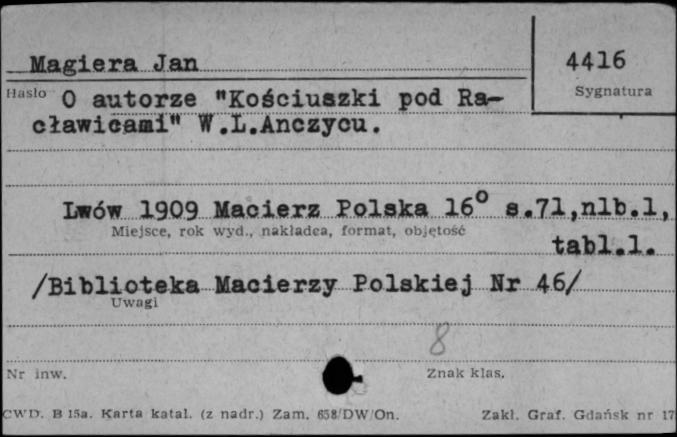 Magiera Jan
4416
Hasło
Sygnatura
O autorze "Kościuszki pod Ra-
cławicami" W.L.Anczycu.
Lwów 1909 Macierz Polska 16° s.71,nlb.1,
Miejsce, rok wyd., nakładca, format, objętość
tabl.1.
/Biblioteka Macierzy Polskiej Nr 46/
Uwagi
8
Nr inw.
Znak klas.
CWD. B 15a. Karta katal. (z nadr.) Zam. 658/DW/On.
Zakł. Graf. Gdańsk nr 17